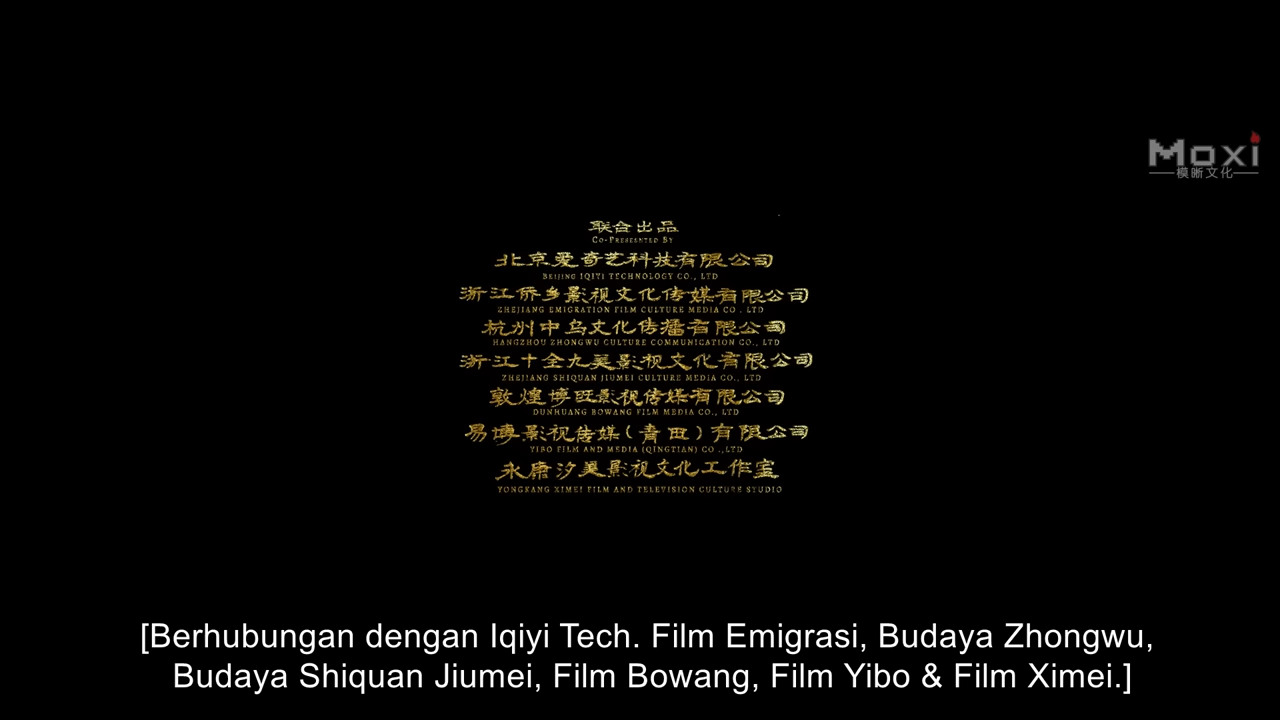 Moxi
模晰文化
联合出品
CO-PRESENTED BY
北京爱奇艺科技有限公司
BEIJING IQIYI TECHNOLOGY CO., LTD
浙江侨乡影视文化传媒有限公司
ZHEJIANG EMIGRATION FILM CULTURE MEDIA CO., LTD
杭州中乌文化传播有限公司
HANGZHOU ZHONGWU CULTURE COMMUNICATION CO., LTD
浙江十全九美影视文化有限公司
ZHEJIANG SHIQUAN JIUMEI CULTURE MEDIA CO., LTD
敦煌博旺影视传媒有限公司
DUNHUANG BOWANG FILM MEDIA CO., LTD
易博影视传媒(青田)有限公司
YIBO FILM AND MEDIA (QINGTIAN) CO., LTD
永康汐美影视文化工作室
YONGKANG XIMEI FILM AND TELEVISION CULTURE STUDIO
[Berhubungan dengan Iqiyi Tech. Film Emigrasi, Budaya Zhongwu,
Budaya Shiquan Jiumei, Film Bowang, Film Yibo & Film Ximei.]